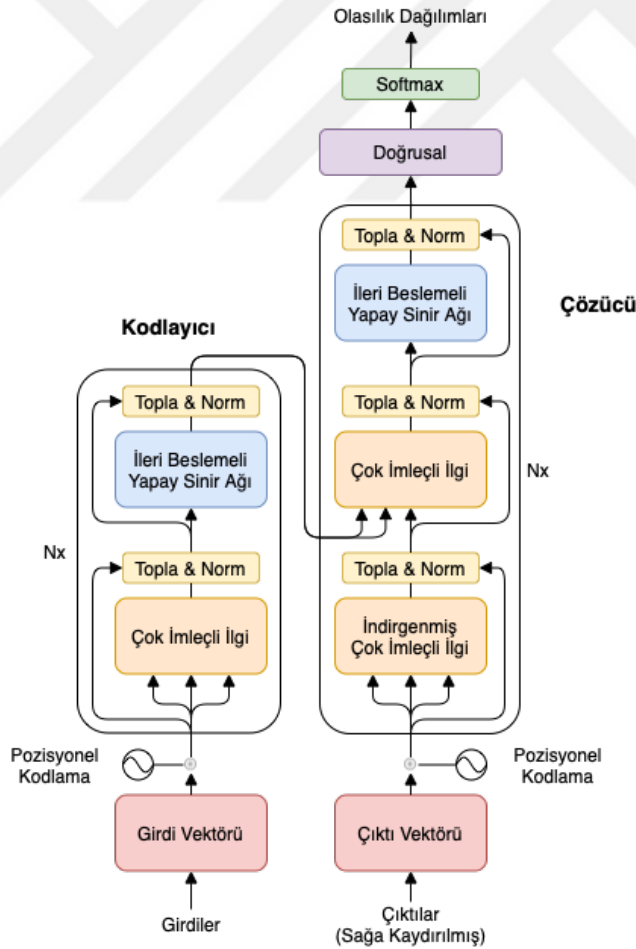 Olasılık Dağılımları
Softmax
Doğrusal
Topla & Norm
İleri Beslemeli
Yapay Sinir Ağı
Çözücü
Kodlayıcı
Topla & Norm
Topla & Norm
İleri Beslemeli
Yapay Sinir Ağı
Çok İmleçli İlgi
Nx
Nx
Topla & Norm
Topla & Norm
Çok İmleçli İlgi
İndirgenmiş
Çok İmleçli İlgi
Pozisyonel
Kodlama
Pozisyonel
Kodlama
Girdi Vektörü
Çıktı Vektörü
Girdiler
Çıktılar
(Sağa Kaydırılmış)